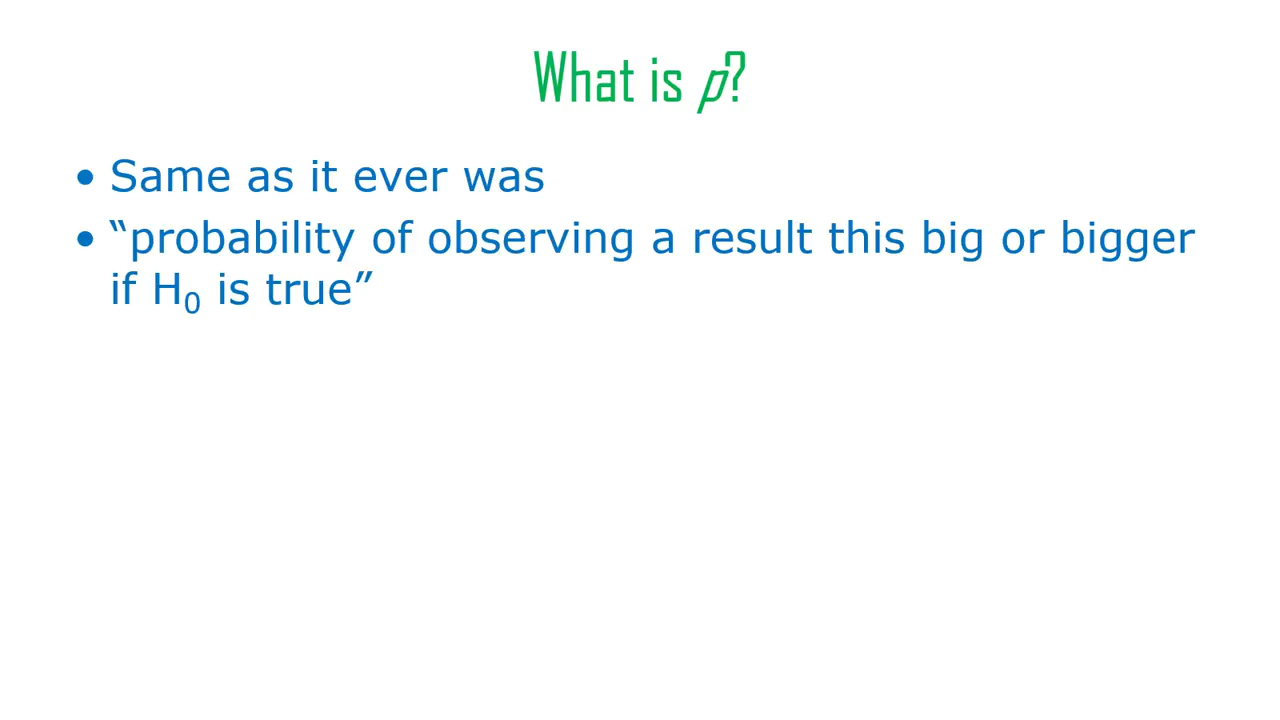 What is p?
• Same as it ever was
• “probability of observing a result this big or bigger
if H₀ is true”